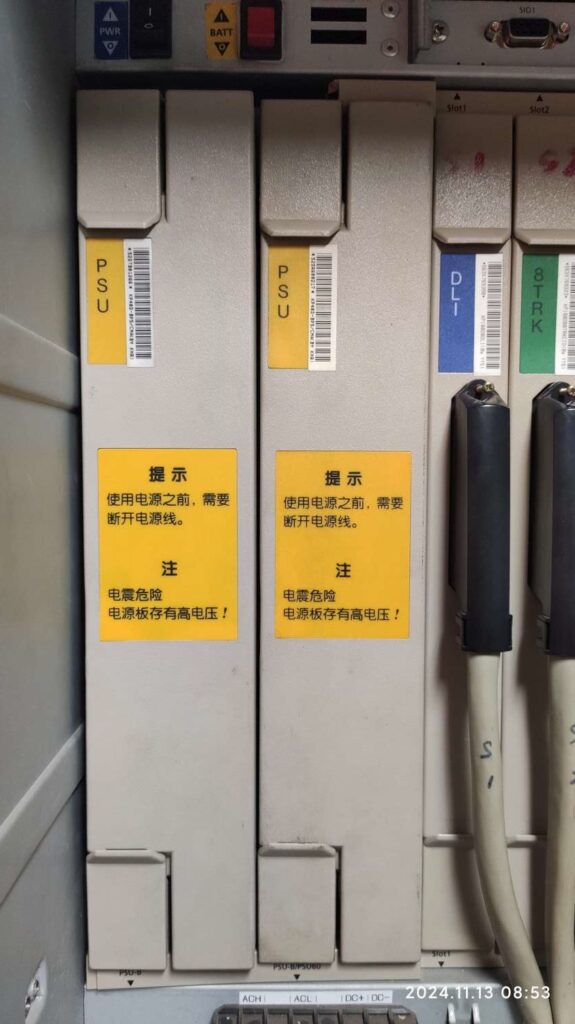 PWR
BATT
SIO1
Slot1
Slot2
S1
PSU
PSU
DLI
8TRK
提示
使用电源之前，需要
断开电源线。
注
电震危险
电源板存有高电压！
提示
使用电源之前，需要
断开电源线。
注
电震危险
电源板存有高电压！
S
1
S
Slot1
PSU-B
PSU-B/PSU60
ACH
ACL
DC+
DC-
2024.11.13 08:53